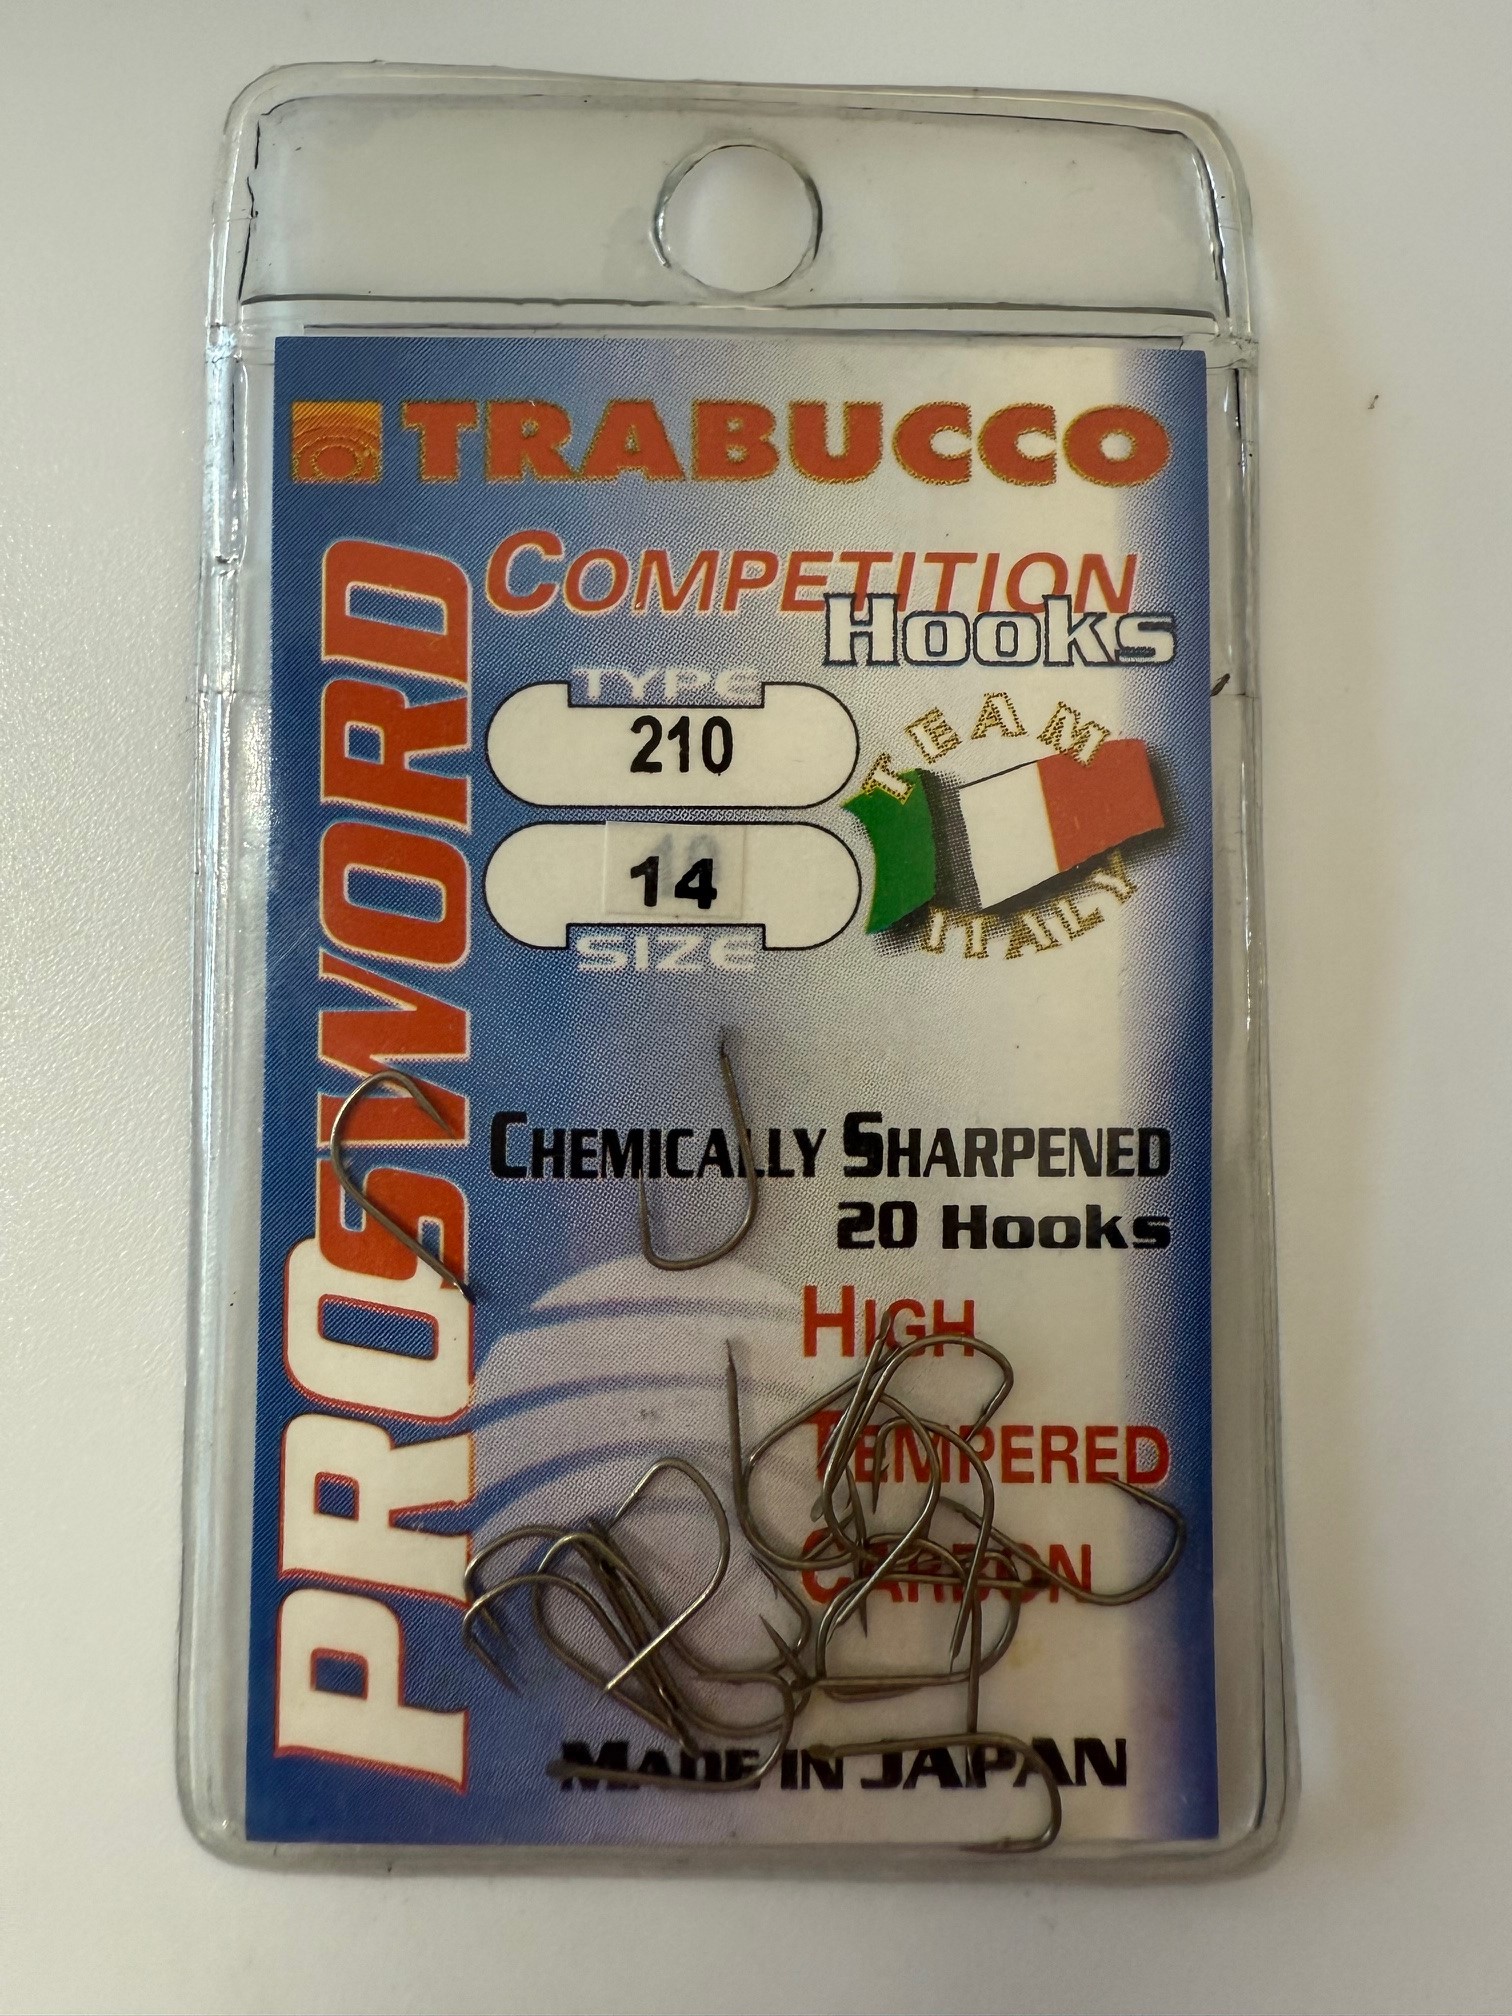 TRABUCCO
COMPETITION
Hooks
PROSWORD
TYPE
210
14
SIZE
TEAM
ITALY
CHEMICALLY SHARPENED
20 Hooks
HIGH
TEMPERED
CARBON
MADE IN JAPAN